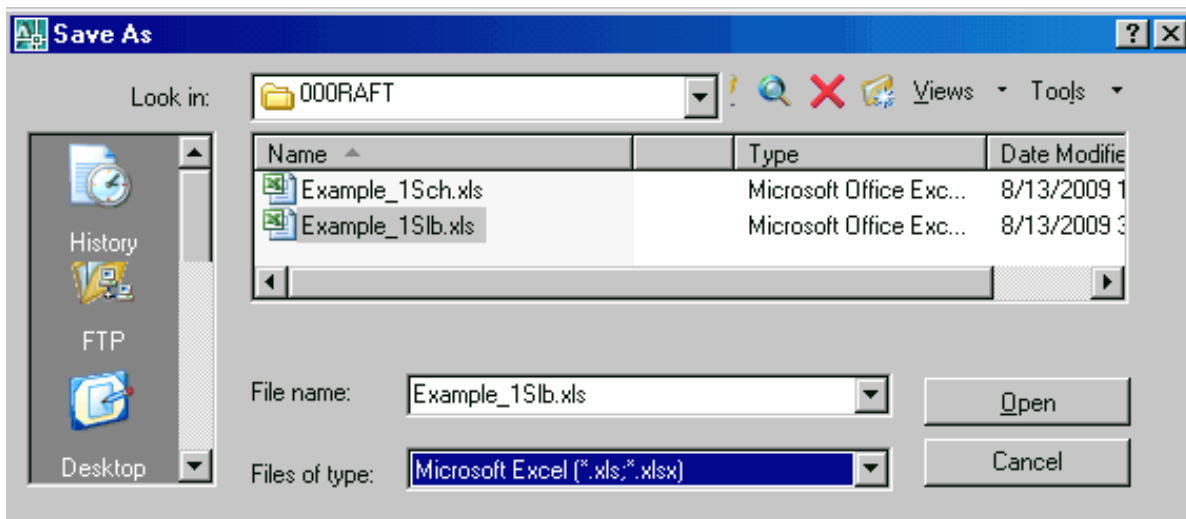 Save As
Look in: 000RAFT Views Tools
Name Type Date Modifie
Example_1Sch.xls Microsoft Office Exc... 8/13/2009 1
Example_1Slb.xls Microsoft Office Exc... 8/13/2009 3
History
FTP
Desktop
File name: Example_1Slb.xls Open
Files of type: Microsoft Excel (*.xls;*.xlsx) Cancel